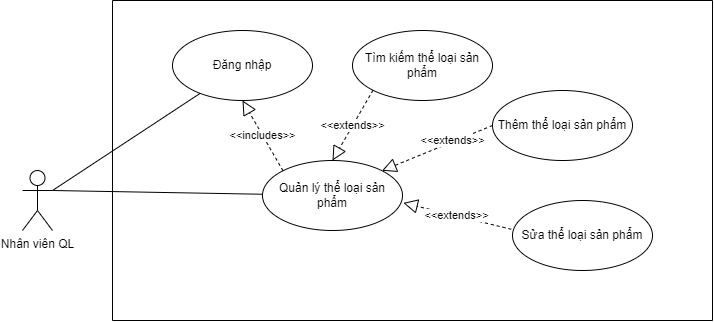 Đăng nhập
Tìm kiếm thể loại sản
phẩm
<<extends>>
Thêm thể loại sản phẩm
<<includes>>
<<extends>>
Quản lý thể loại sản
phẩm
<<extends>>
Sửa thể loại sản phẩm
Nhân viên QL